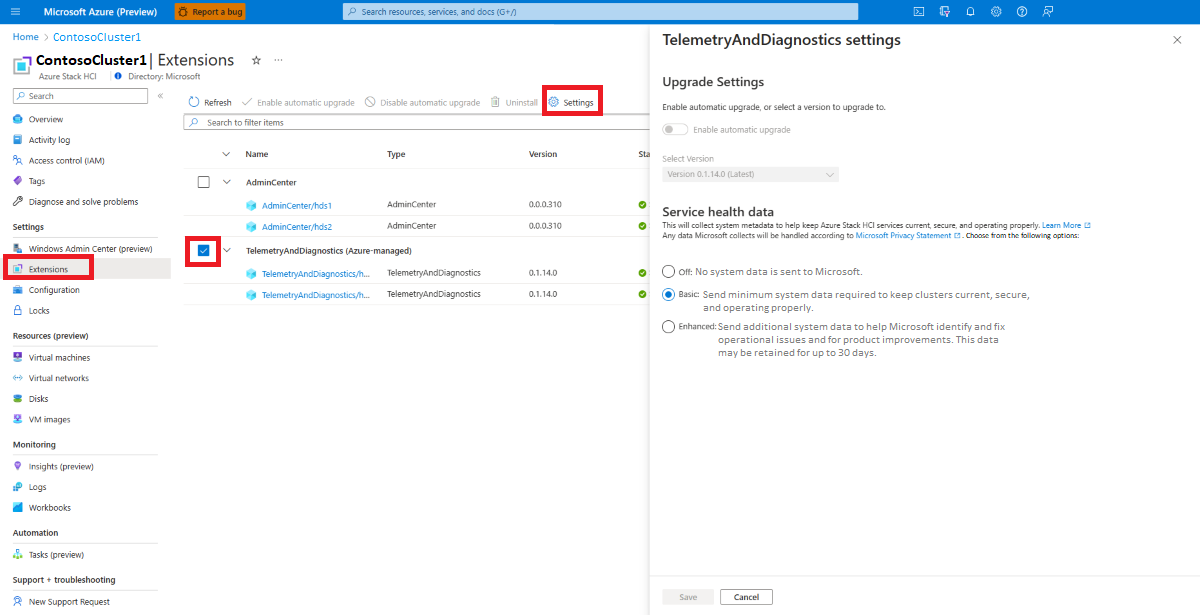 Microsoft Azure (Preview)
Report a bug
Search resources, services, and docs (G+/)
Home > ContosoCluster1
ContosoCluster1 | Extensions
Azure Stack HCI
Directory: Microsoft
Search
Overview
Activity log
Access control (IAM)
Tags
Diagnose and solve problems
Settings
Windows Admin Center (preview)
Extensions
Configuration
Locks
Resources (preview)
Virtual machines
Virtual networks
Disks
VM images
Monitoring
Insights (preview)
Logs
Workbooks
Automation
Tasks (preview)
Support + troubleshooting
New Support Request
Refresh Enable automatic upgrade Disable automatic upgrade Uninstall Settings
Search to filter items
Name Type Version Sta
AdminCenter
AdminCenter/hds1 AdminCenter 0.0.0.310
AdminCenter/hds2 AdminCenter 0.0.0.310
TelemetryAndDiagnostics (Azure-managed)
TelemetryAndDiagnostics/h... TelemetryAndDiagnostics 0.1.14.0
TelemetryAndDiagnostics/h... TelemetryAndDiagnostics 0.1.14.0
TelemetryAndDiagnostics settings
Upgrade Settings
Enable automatic upgrade, or select a version to upgrade to.
Enable automatic upgrade
Select Version
Version 0.1.14.0 (Latest)
Service health data
This will collect system metadata to help keep Azure Stack HCI services current, secure, and operating properly. Learn More
Any data Microsoft collects will be handled according to Microsoft Privacy Statement . Choose from the following options:
Off: No system data is sent to Microsoft.
Basic: Send minimum system data required to keep clusters current, secure,
and operating properly.
Enhanced: Send additional system data to help Microsoft identify and fix
operational issues and for product improvements. This data
may be retained for up to 30 days.
Save Cancel